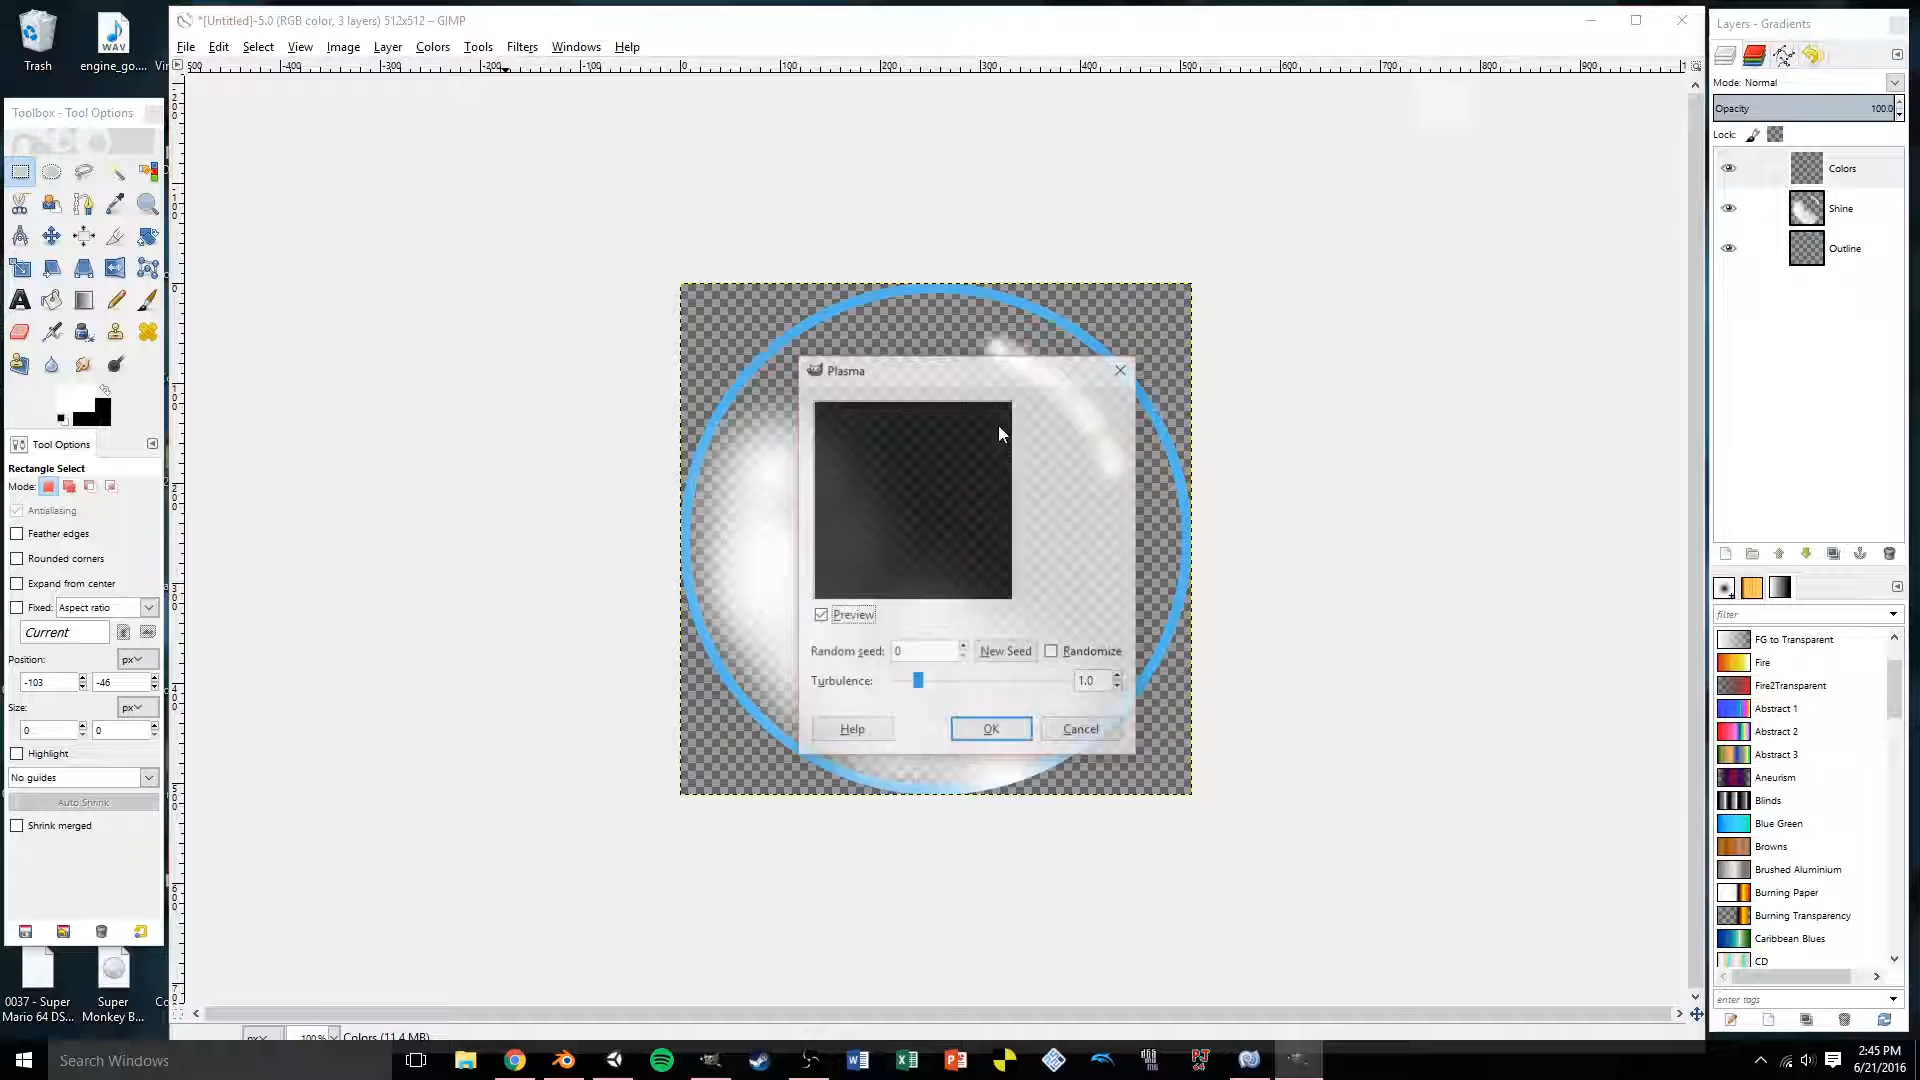 *[Untitled]-5.0 (RGB color, 3 layers) 512x512 – GIMP
File Edit Select View Image Layer Colors Tools Filters Windows Help
Trash
engine_go....
WAV
Toolbox - Tool Options
Tool Options
Rectangle Select
Mode:
Antialiasing
Feather edges
Rounded corners
Expand from center
Fixed: Aspect ratio
Current
Position: px
-103 -46
Size: px
0 0
Highlight
No guides
Auto Shrink
Shrink merged
0037 - Super Mario 64 DS...
Super Monkey B...
Plasma
Preview
Random seed: 0 New Seed Randomize
Turbulence: 1.0
Help OK Cancel
px 100% Colors (11.4 MB)
Layers - Gradients
Mode: Normal
Opacity 100.0
Lock:
Colors
Shine
Outline
filter
FG to Transparent
Fire
Fire2Transparent
Abstract 1
Abstract 2
Abstract 3
Aneurism
Blinds
Blue Green
Browns
Brushed Aluminium
Burning Paper
Burning Transparency
Caribbean Blues
CD
enter tags
Search Windows
2:45 PM
6/21/2016